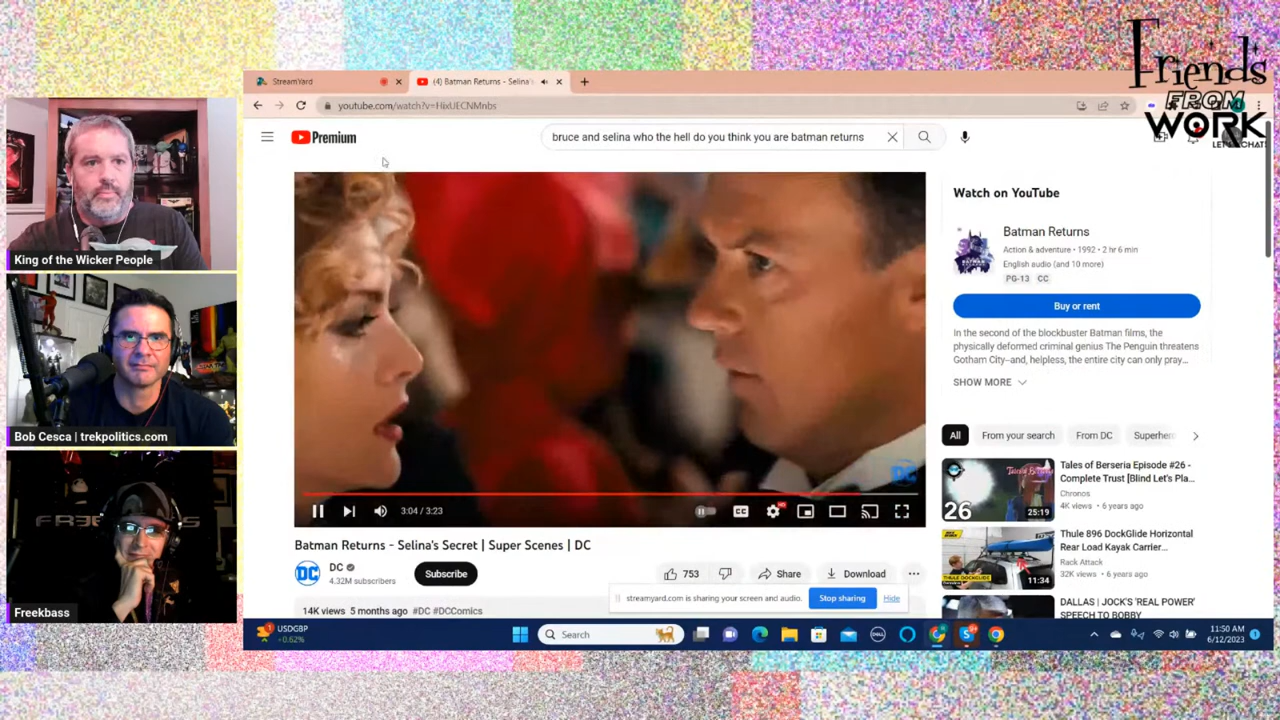 Friends
FROM
WORK
LET'S CHAT!
StreamYard
(4) Batman Returns - Selina's
youtube.com/watch?v=HixUECNMnbs
Premium
bruce and selina who the hell do you think you are batman returns
King of the Wicker People
Bob Cesca | trekpolitics.com
Freekbass
DC
3:04 / 3:23
Batman Returns - Selina's Secret | Super Scenes | DC
DC
4.32M subscribers
Subscribe
753
Share
Download
14K views 5 months ago #DC #DCComics
streamyard.com is sharing your screen and audio.
Stop sharing
Hide
Watch on YouTube
Batman Returns
Action & adventure • 1992 • 2 hr 6 min
English audio (and 10 more)
PG-13 CC
Buy or rent
In the second of the blockbuster Batman films, the
physically deformed criminal genius The Penguin threatens
Gotham City–and, helpless, the entire city can only pray...
SHOW MORE
All
From your search
From DC
Superhero
26
25:19
Tales of Berseria Episode #26 -
Complete Trust [Blind Let's Pla...
Chronos
4K views • 6 years ago
11:34
Thule 896 DockGlide Horizontal
Rear Load Kayak Carrier...
Rack Attack
32K views • 6 years ago
DALLAS | JOCK'S 'REAL POWER'
SPEECH TO BOBBY
USDGBP
+0.62%
Search
11:50 AM
6/12/2023